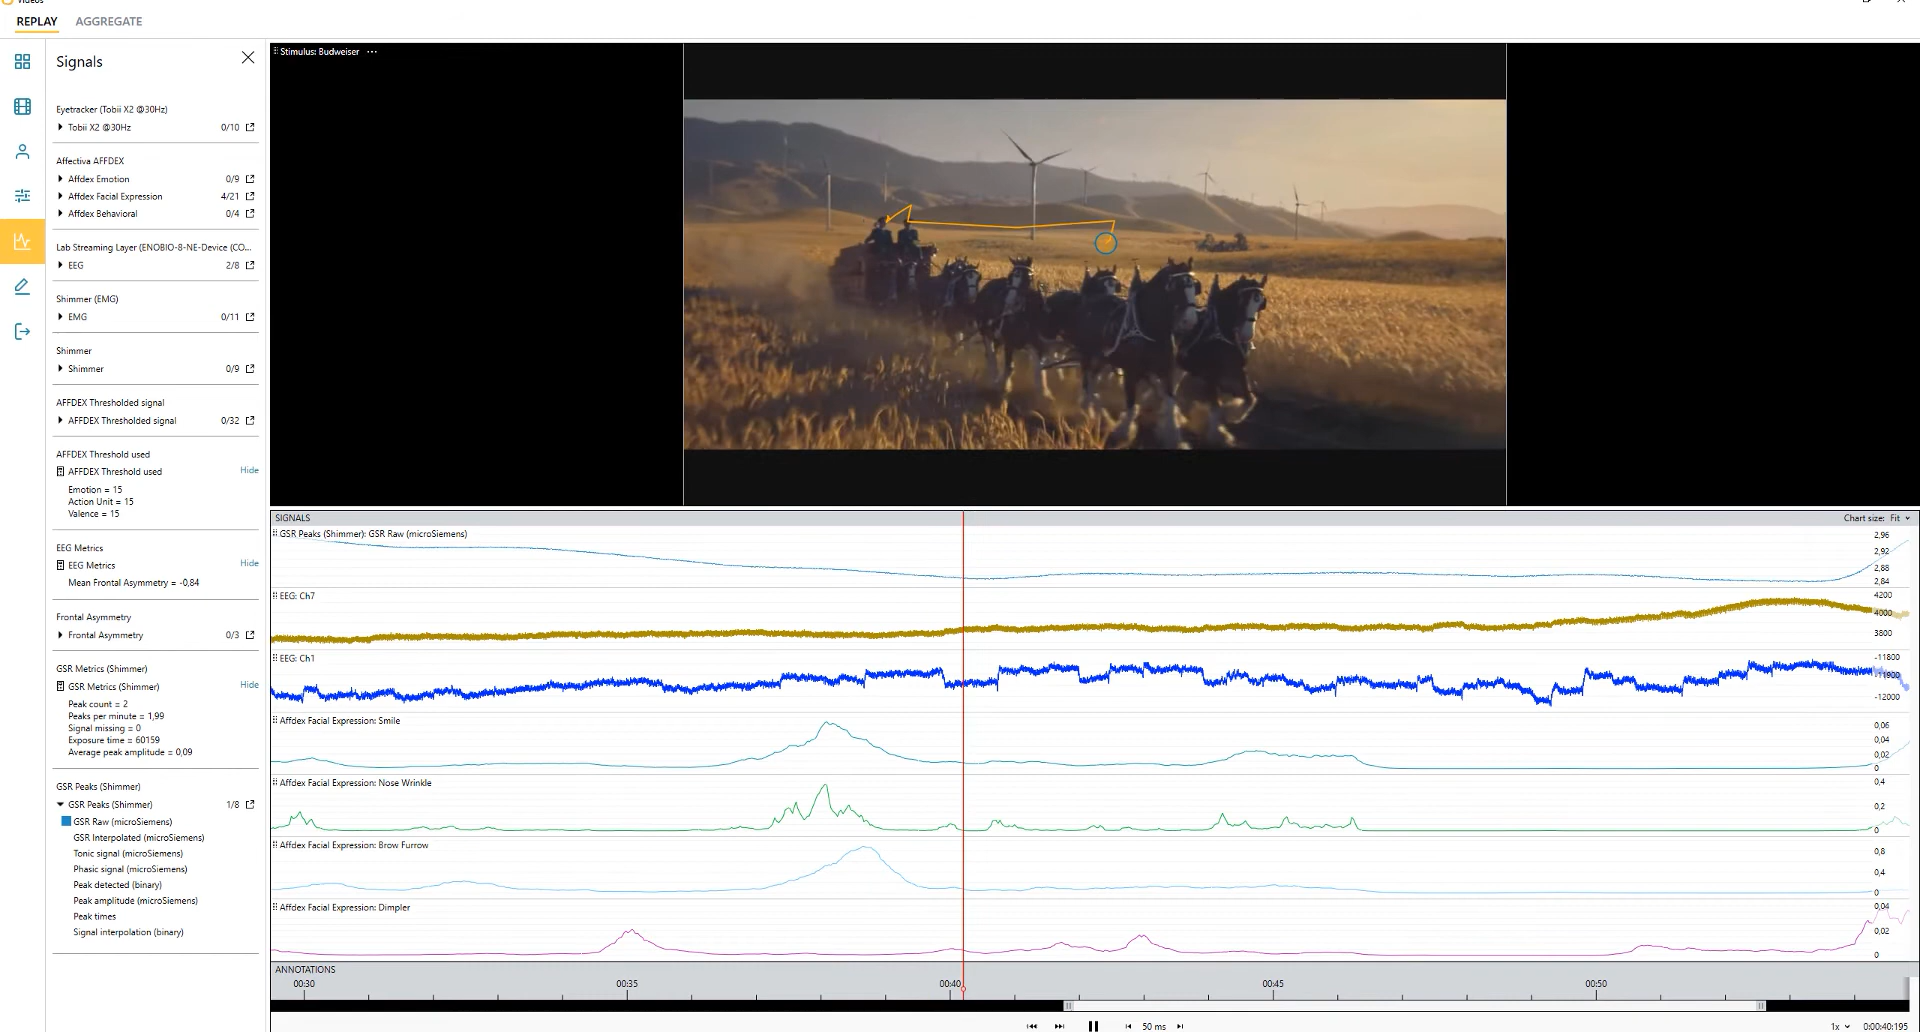 Videos
REPLAY AGGREGATE
Signals
Eyetracker (Tobii X2 @30Hz)
Tobii X2 @30Hz 0/10
Affectiva AFFDEX
Affdex Emotion 0/9
Affdex Facial Expression 4/21
Affdex Behavioral 0/4
Lab Streaming Layer (ENOBIO-8-NE-Device (CO...
EEG 2/8
Shimmer (EMG)
EMG 0/11
Shimmer
Shimmer 0/9
AFFDEX Thresholded signal
AFFDEX Thresholded signal 0/32
AFFDEX Threshold used
AFFDEX Threshold used Hide
Emotion = 15
Action Unit = 15
Valence = 15
EEG Metrics
EEG Metrics Hide
Mean Frontal Asymmetry = -0,84
Frontal Asymmetry
Frontal Asymmetry 0/3
GSR Metrics (Shimmer)
GSR Metrics (Shimmer) Hide
Peak count = 2
Peaks per minute = 1,99
Signal missing = 0
Exposure time = 60159
Average peak amplitude = 0,09
GSR Peaks (Shimmer)
GSR Peaks (Shimmer) 1/8
GSR Raw (microSiemens)
GSR Interpolated (microSiemens)
Tonic signal (microSiemens)
Phasic signal (microSiemens)
Peak detected (binary)
Peak amplitude (microSiemens)
Peak times
Signal interpolation (binary)
Stimulus: Budweiser ...
SIGNALS Chart size: Fit
GSR Peaks (Shimmer): GSR Raw (microSiemens)
2,96
2,92
2,88
2,84
EEG: Ch7
4200
4000
3800
EEG: Ch1
-11800
-11900
-12000
Affdex Facial Expression: Smile
0,06
0,04
0,02
0
Affdex Facial Expression: Nose Wrinkle
0,4
0,2
0
Affdex Facial Expression: Brow Furrow
0,8
0,4
0
Affdex Facial Expression: Dimpler
0,04
0,02
0
ANNOTATIONS
00:30 00:35 00:40 00:45 00:50
50 ms
1x 0:00:40:195